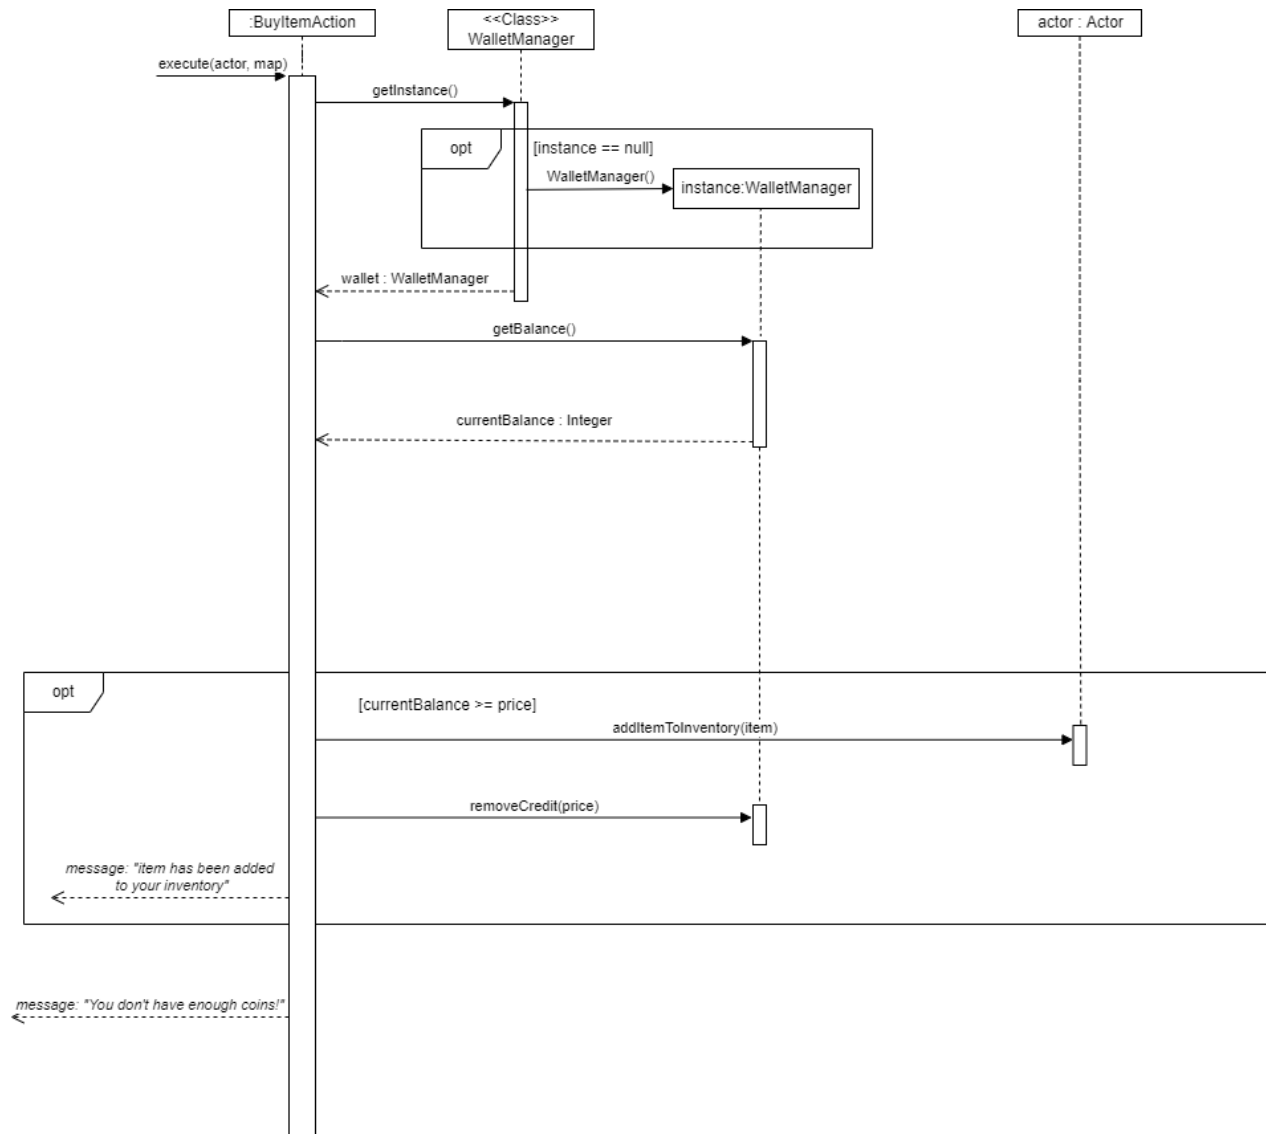 :BuyItemAction
<<Class>>
WalletManager
actor : Actor
execute(actor, map)
getInstance()
opt
[instance == null]
WalletManager()
instance:WalletManager
wallet : WalletManager
getBalance()
currentBalance : Integer
opt
[currentBalance >= price]
addItemToInventory(item)
removeCredit(price)
message: "item has been added
to your inventory"
message: "You don't have enough coins!"